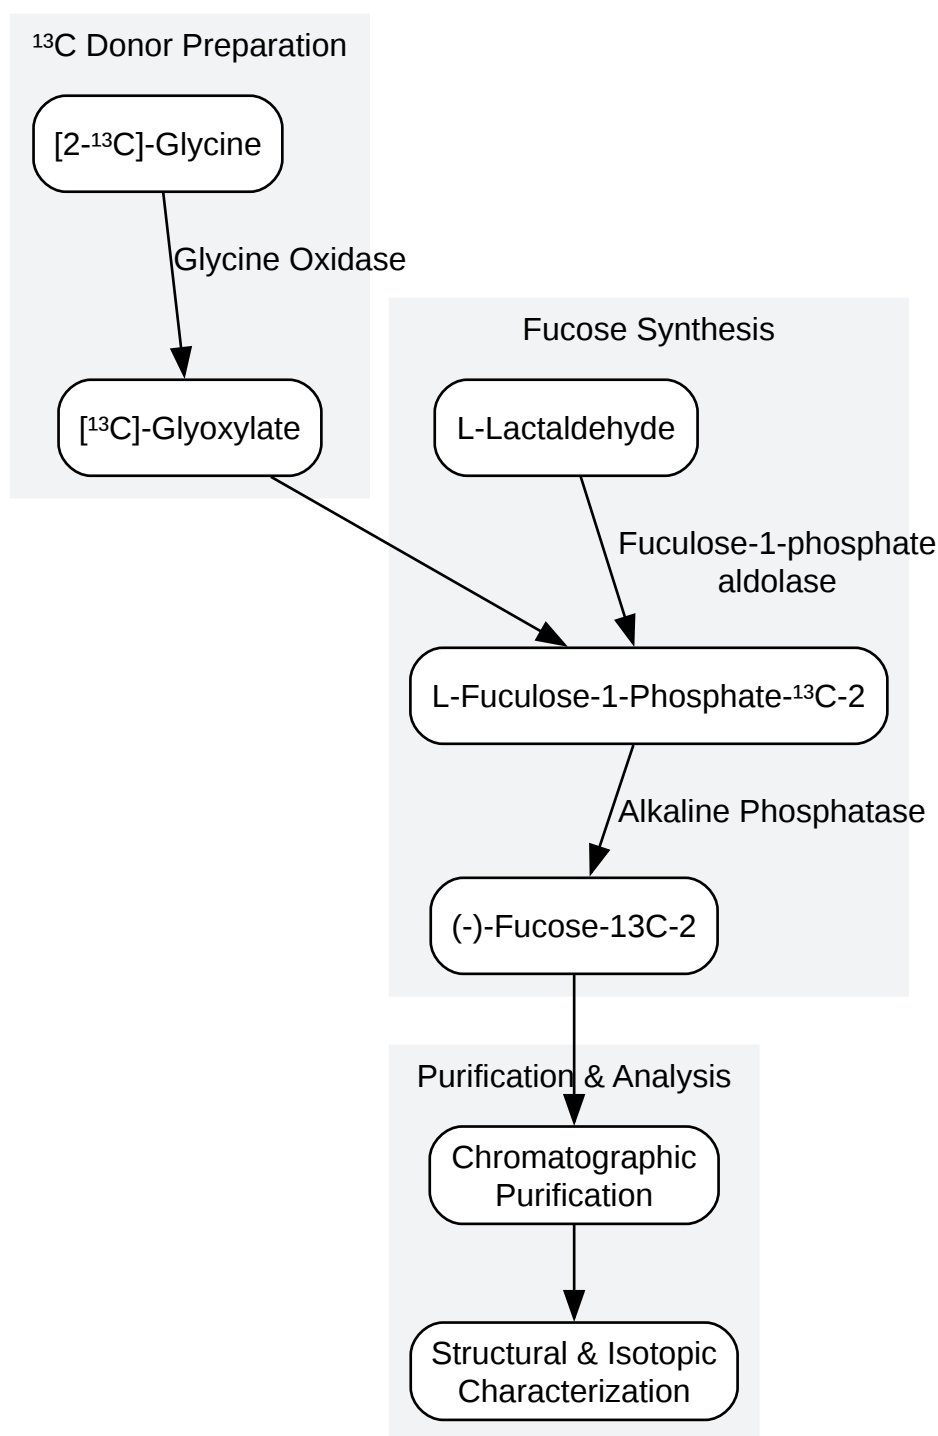 ¹³C Donor Preparation
[2-¹³C]-Glycine
Glycine Oxidase
[¹³C]-Glyoxylate
Fucose Synthesis
L-Lactaldehyde
Fuculose-1-phosphate
aldolase
L-Fuculose-1-Phosphate-¹³C-2
Alkaline Phosphatase
(-)-Fucose-13C-2
Purification & Analysis
Chromatographic
Purification
Structural & Isotopic
Characterization